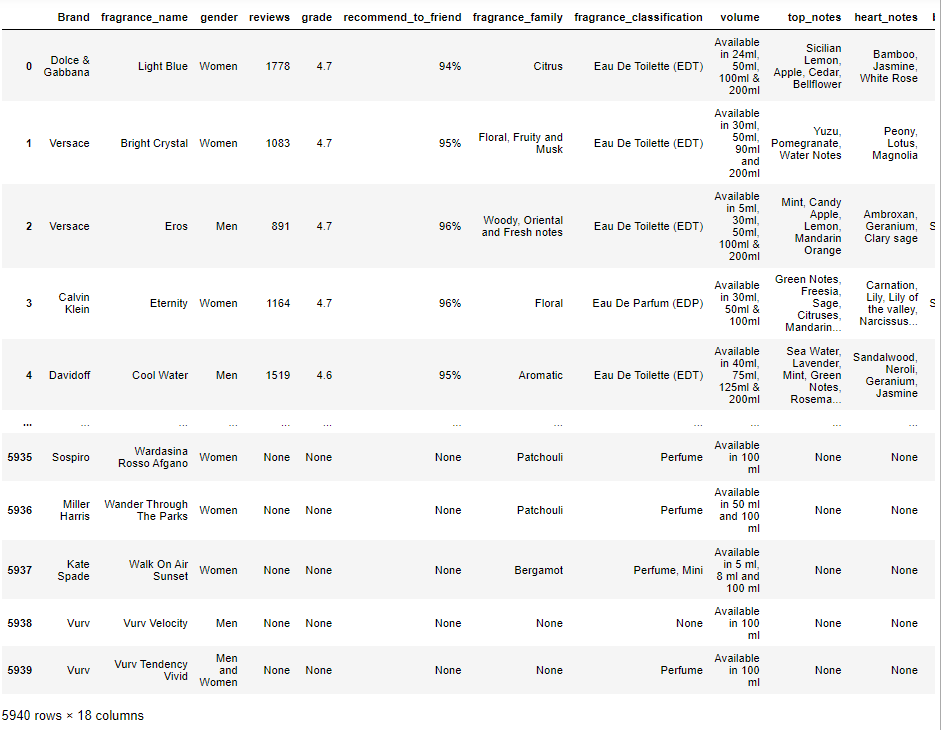 Brand fragrance_name gender reviews grade recommend_to_friend fragrance_family fragrance_classification volume top_notes heart_notes
0 Dolce & Gabbana Light Blue Women 1778 4.7 94% Citrus Eau De Toilette (EDT) Available in 24ml, 50ml, 100ml & 200ml Sicilian Lemon, Apple, Cedar, Bellflower Bamboo, Jasmine, White Rose
1 Versace Bright Crystal Women 1083 4.7 95% Floral, Fruity and Musk Eau De Toilette (EDT) Available in 30ml, 50ml, 90ml and 200ml Yuzu, Pomegranate, Water Notes Peony, Lotus, Magnolia
2 Versace Eros Men 891 4.7 96% Woody, Oriental and Fresh notes Eau De Toilette (EDT) Available in 5ml, 30ml, 50ml, 100ml & 200ml Mint, Candy Apple, Lemon, Mandarin Orange Ambroxan, Geranium, Clary sage S
3 Calvin Klein Eternity Women 1164 4.7 96% Floral Eau De Parfum (EDP) Available in 30ml, 50ml & 100ml Green Notes, Freesia, Sage, Citruses, Mandarin... Carnation, Lily, Lily of the valley, Narcissus... S
4 Davidoff Cool Water Men 1519 4.6 95% Aromatic Eau De Toilette (EDT) Available in 40ml, 75ml, 125ml & 200ml Sea Water, Lavender, Mint, Green Notes, Rosema... Sandalwood, Neroli, Geranium, Jasmine
... ... ... ... ... ... ... ... ... ... ... ...
5935 Sospiro Wardasina Rosso Afgano Women None None None Patchouli Perfume Available in 100 ml None None
5936 Miller Harris Wander Through The Parks Women None None None Patchouli Perfume Available in 50 ml and 100 ml None None
5937 Kate Spade Walk On Air Sunset Women None None None Bergamot Perfume, Mini Available in 5 ml, 8 ml and 100 ml None None
5938 Vurv Vurv Velocity Men None None None None None Available in 100 ml None None
5939 Vurv Vurv Tendency Vivid Men and Women None None None None Perfume Available in 100 ml None None
5940 rows × 18 columns